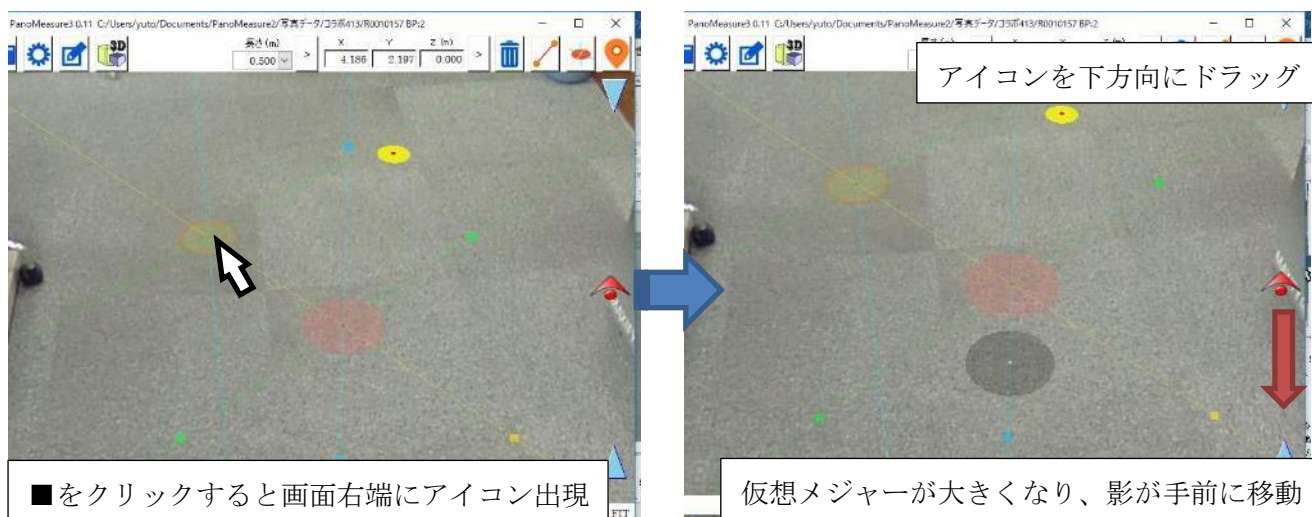 PanoMeasure3 0.11 C:/Users/yuto/Documents/PanoMeasure2/写真データ/コラボ413/R0010157 BP:2
3D
長さ(m)
0.500
>
X Y Z (m)
4.186 2.197 0.000
>
■をクリックすると画面右端にアイコン出現
FIT
PanoMeasure3 0.11 C:/Users/yuto/Documents/PanoMeasure2/写真データ/コラボ413/R0010157 BP:2
3D
アイコンを下方向にドラッグ
仮想メジャーが大きくなり、影が手前に移動